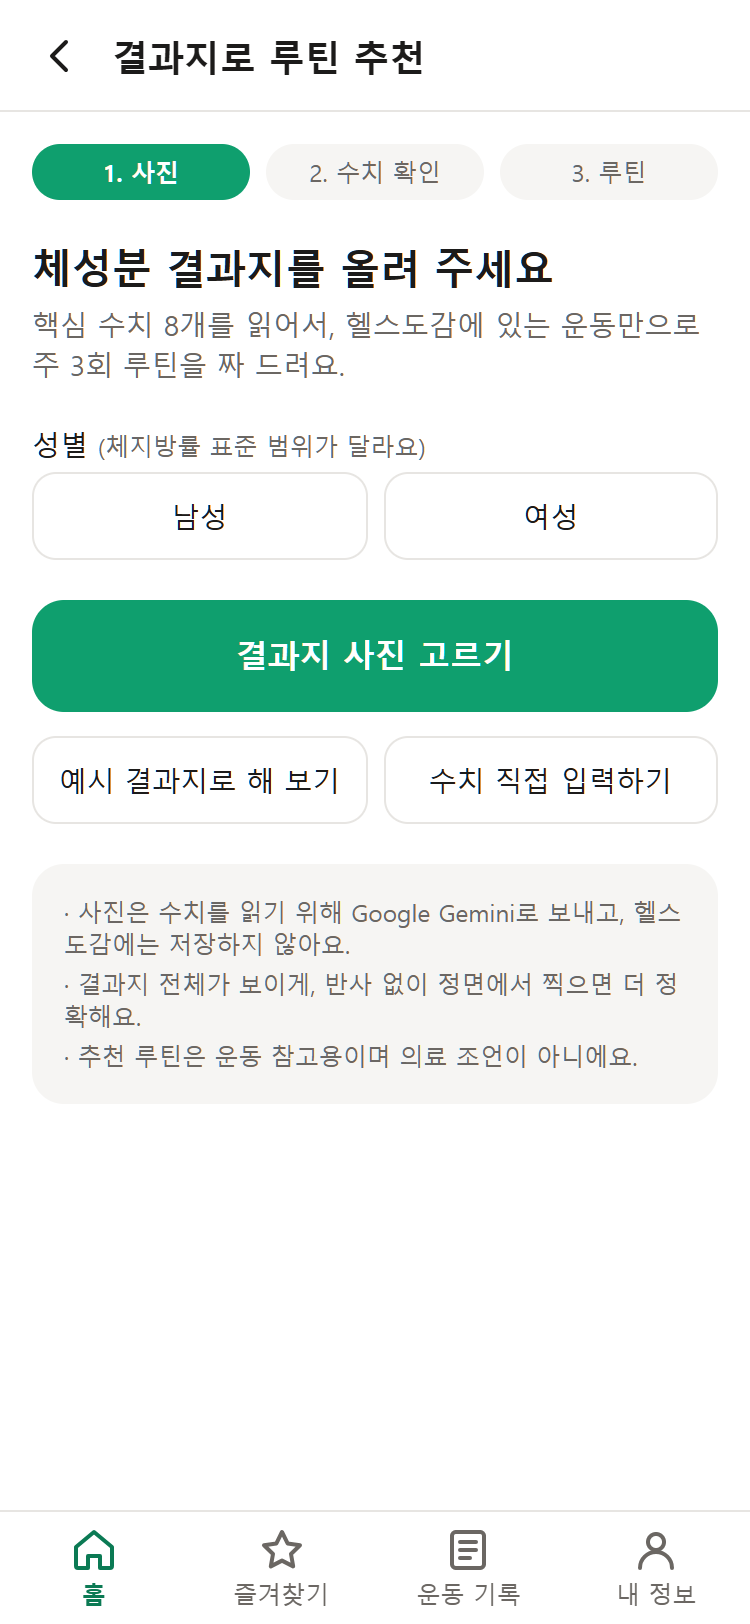 결과지로 루틴 추천
1. 사진
2. 수치 확인
3. 루틴
체성분 결과지를 올려 주세요
핵심 수치 8개를 읽어서, 헬스도감에 있는 운동만으로
주 3회 루틴을 짜 드려요.
성별 (체지방률 표준 범위가 달라요)
남성
여성
결과지 사진 고르기
예시 결과지로 해 보기
수치 직접 입력하기
· 사진은 수치를 읽기 위해 Google Gemini로 보내고, 헬스
도감에는 저장하지 않아요.
· 결과지 전체가 보이게, 반사 없이 정면에서 찍으면 더 정
확해요.
· 추천 루틴은 운동 참고용이며 의료 조언이 아니에요.
홈
즐겨찾기
운동 기록
내 정보